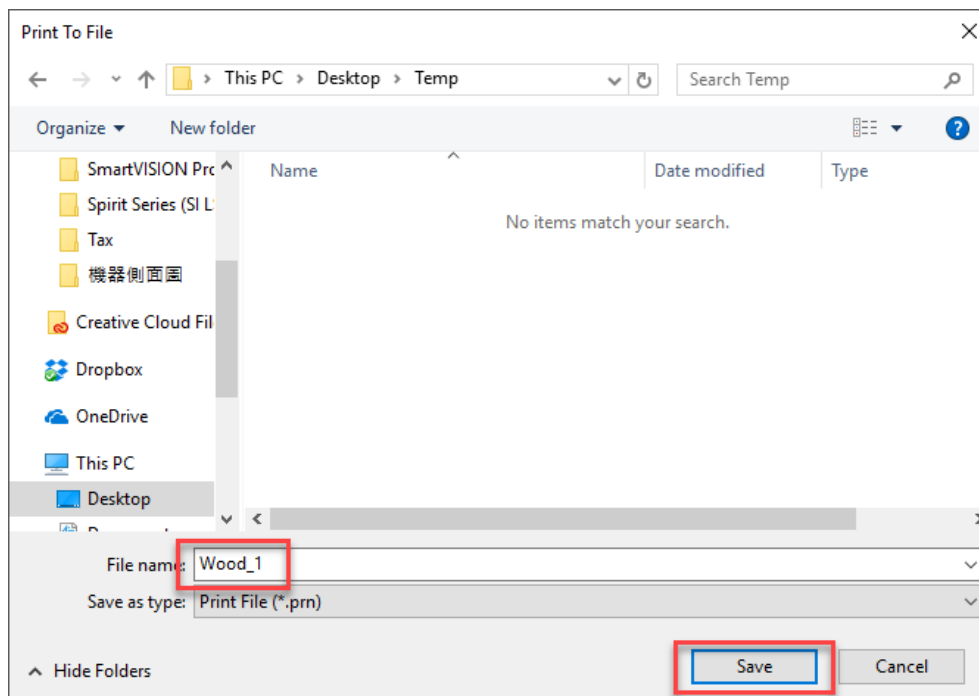 Print To File
This PC > Desktop > Temp
Search Temp
Organize
New folder
Name
Date modified
Type
No items match your search.
SmartVISION Pro
Spirit Series (SI L
Tax
機器側面圖
Creative Cloud Fil
Dropbox
OneDrive
This PC
Desktop
File name:
Wood_1
Save as type:
Print File (*.prn)
Hide Folders
Save
Cancel